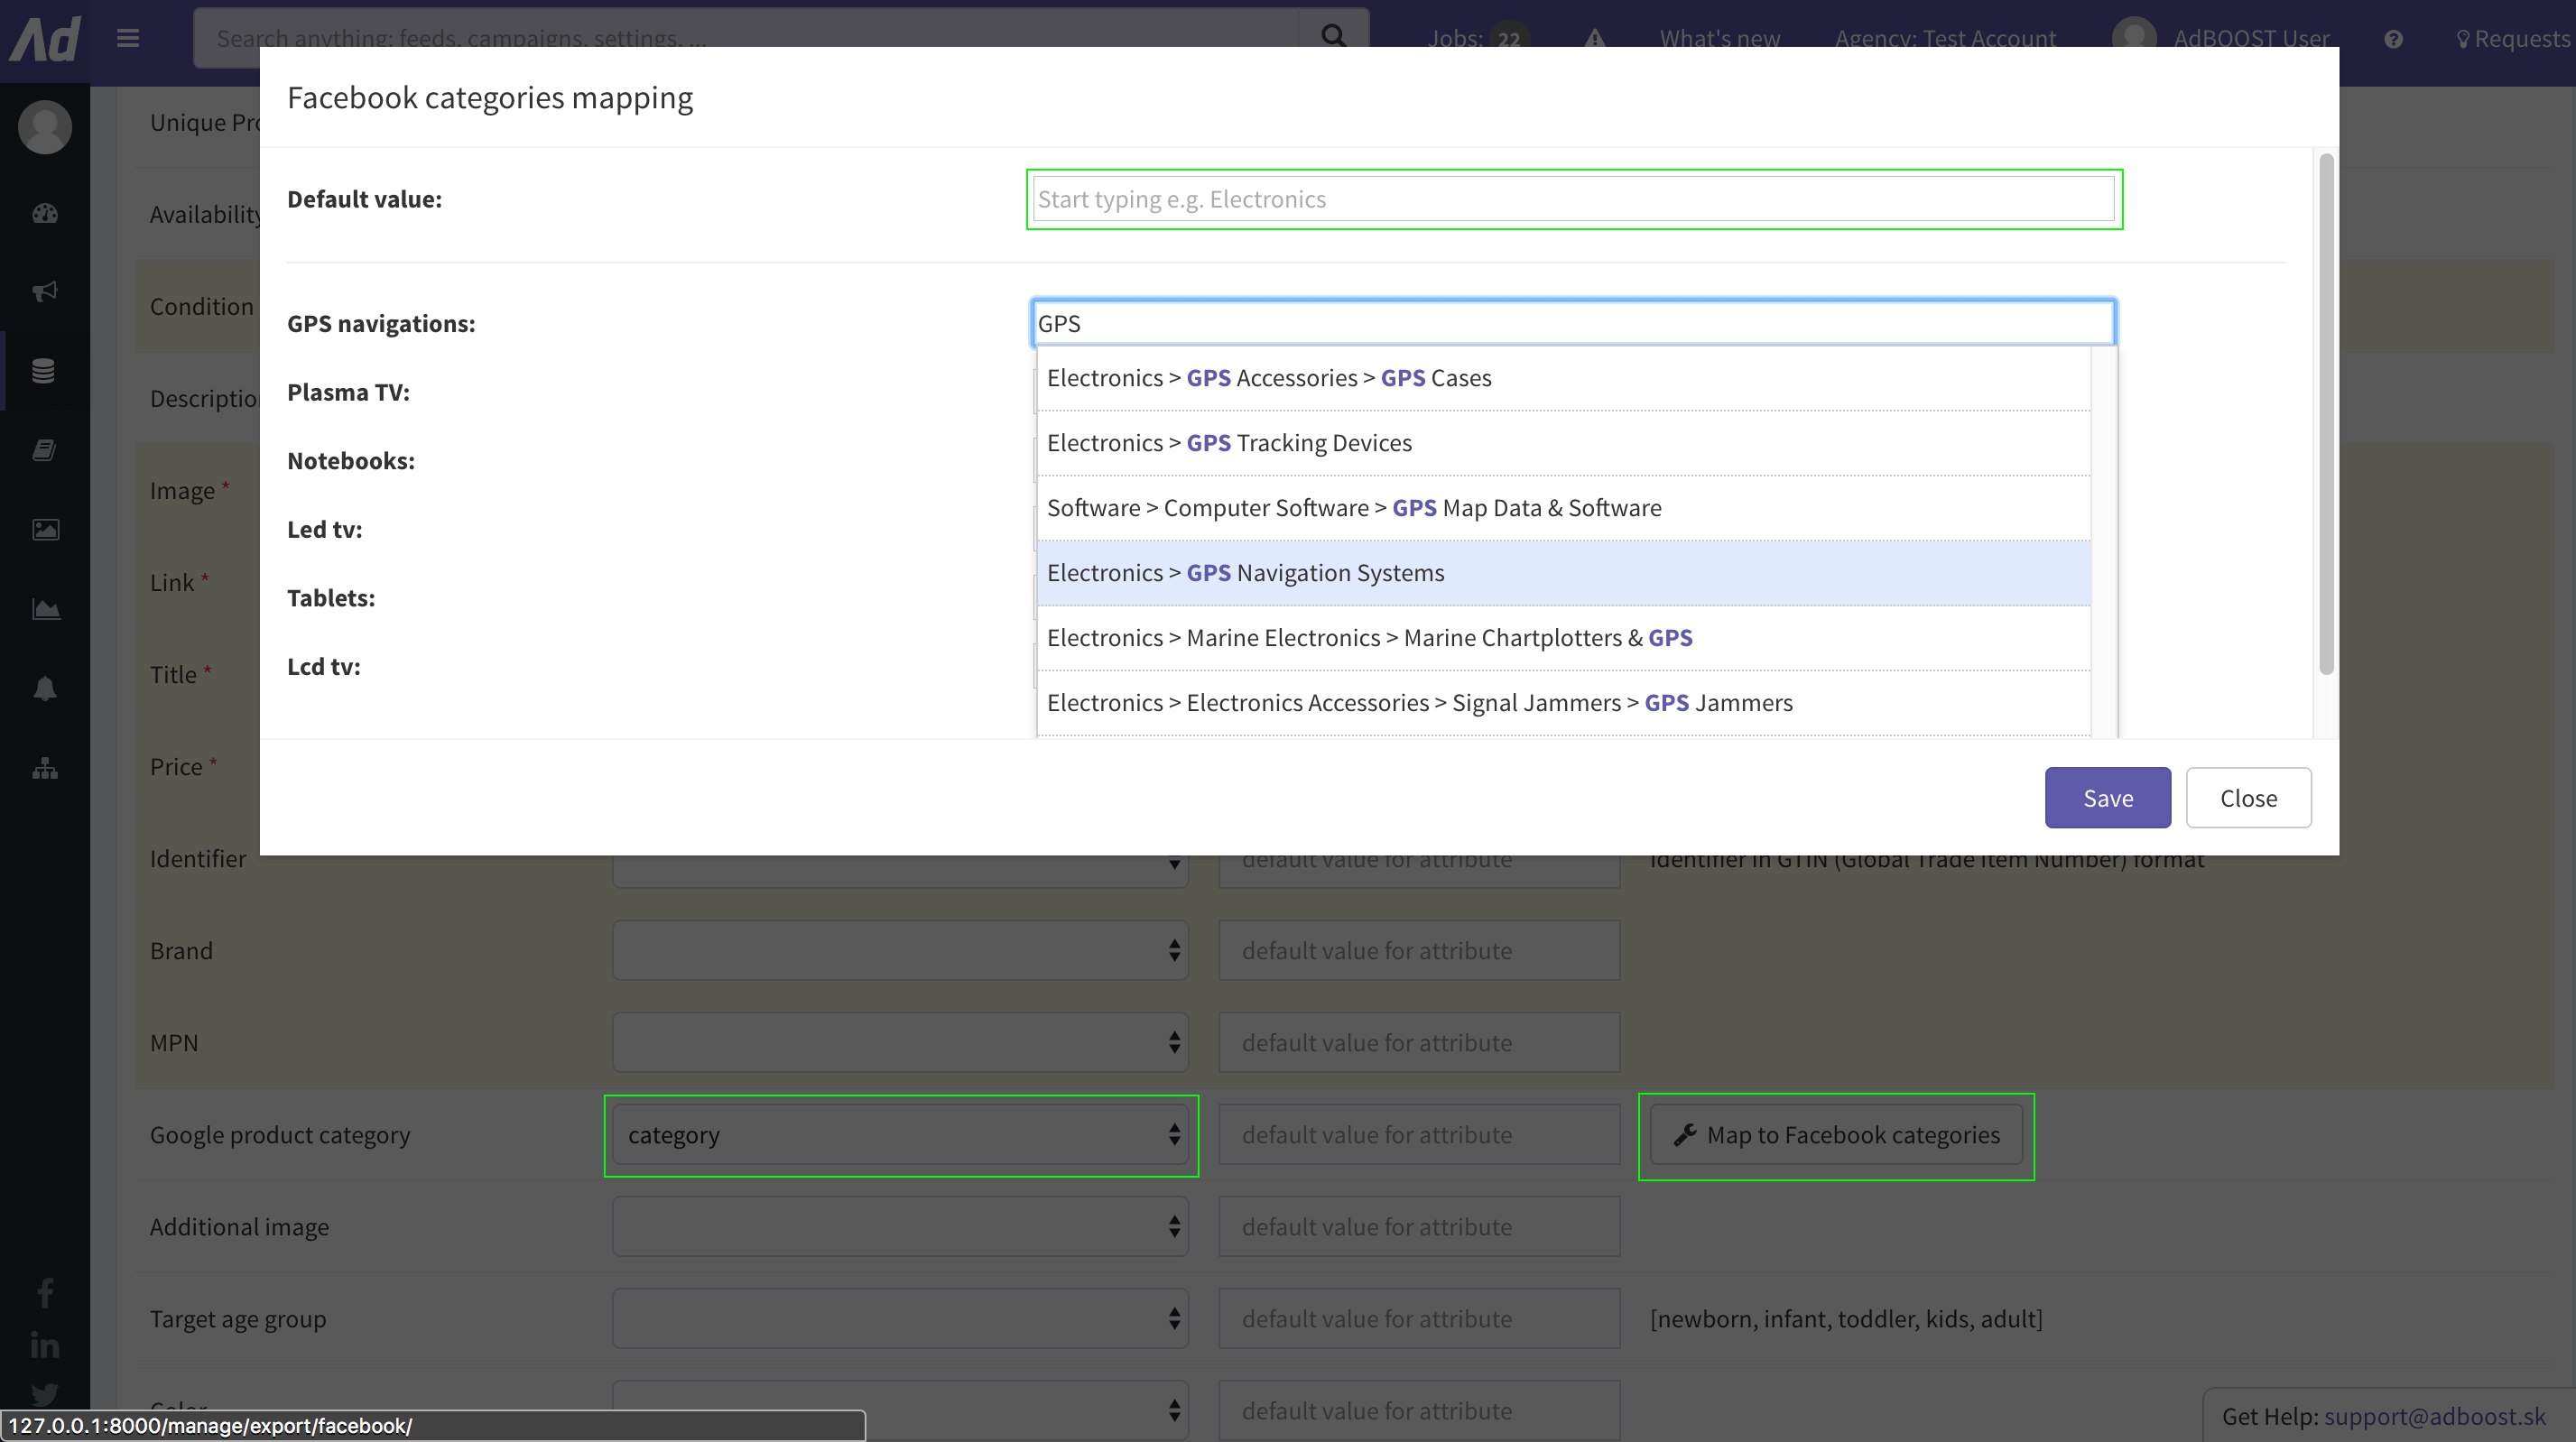 Ad
Search anything: feeds, campaigns, settings, ...
Jobs: 22
What's new
Agency: Test Account
AdBOOST User
Requests
Facebook categories mapping
Unique Pro
Default value:
Start typing e.g. Electronics
Availability
Condition
GPS navigations:
GPS
Description
Electronics > GPS Accessories > GPS Cases
Plasma TV:
Electronics > GPS Tracking Devices
Notebooks:
Image *
Software > Computer Software > GPS Map Data & Software
Led tv:
Link *
Electronics > GPS Navigation Systems
Tablets:
Electronics > Marine Electronics > Marine Chartplotters & GPS
Lcd tv:
Title *
Electronics > Electronics Accessories > Signal Jammers > GPS Jammers
Price *
Save
Close
Identifier
default value for attribute
Identifier in GTIN (Global Trade Item Number) format
Brand
default value for attribute
MPN
default value for attribute
Google product category
category
default value for attribute
Map to Facebook categories
Additional image
default value for attribute
Target age group
default value for attribute
[newborn, infant, toddler, kids, adult]
Color
default value for attribute
Get Help: support@adboost.sk
127.0.0.1:8000/manage/export/facebook/